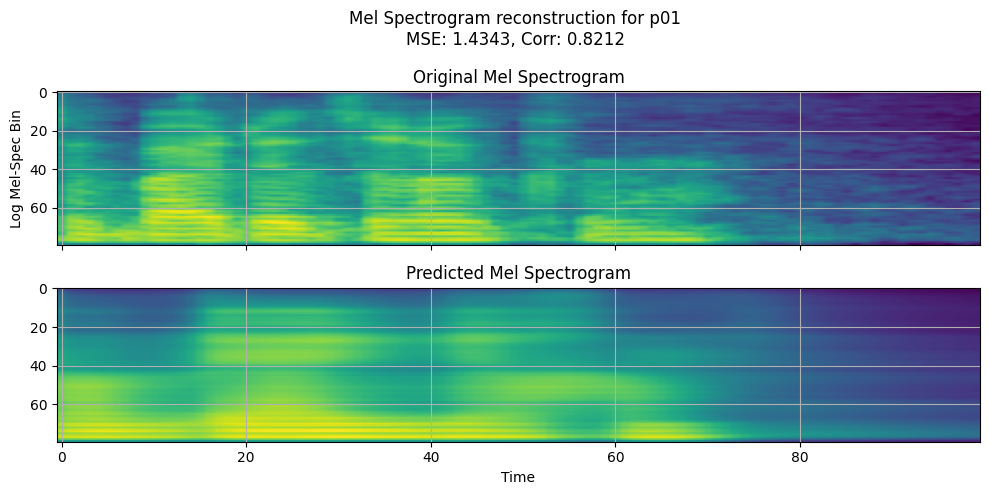 Mel Spectrogram reconstruction for p01
MSE: 1.4343, Corr: 0.8212
Original Mel Spectrogram
Log Mel-Spec Bin
0
20
40
60
Predicted Mel Spectrogram
0
20
40
60
0 20 40 60 80
Time